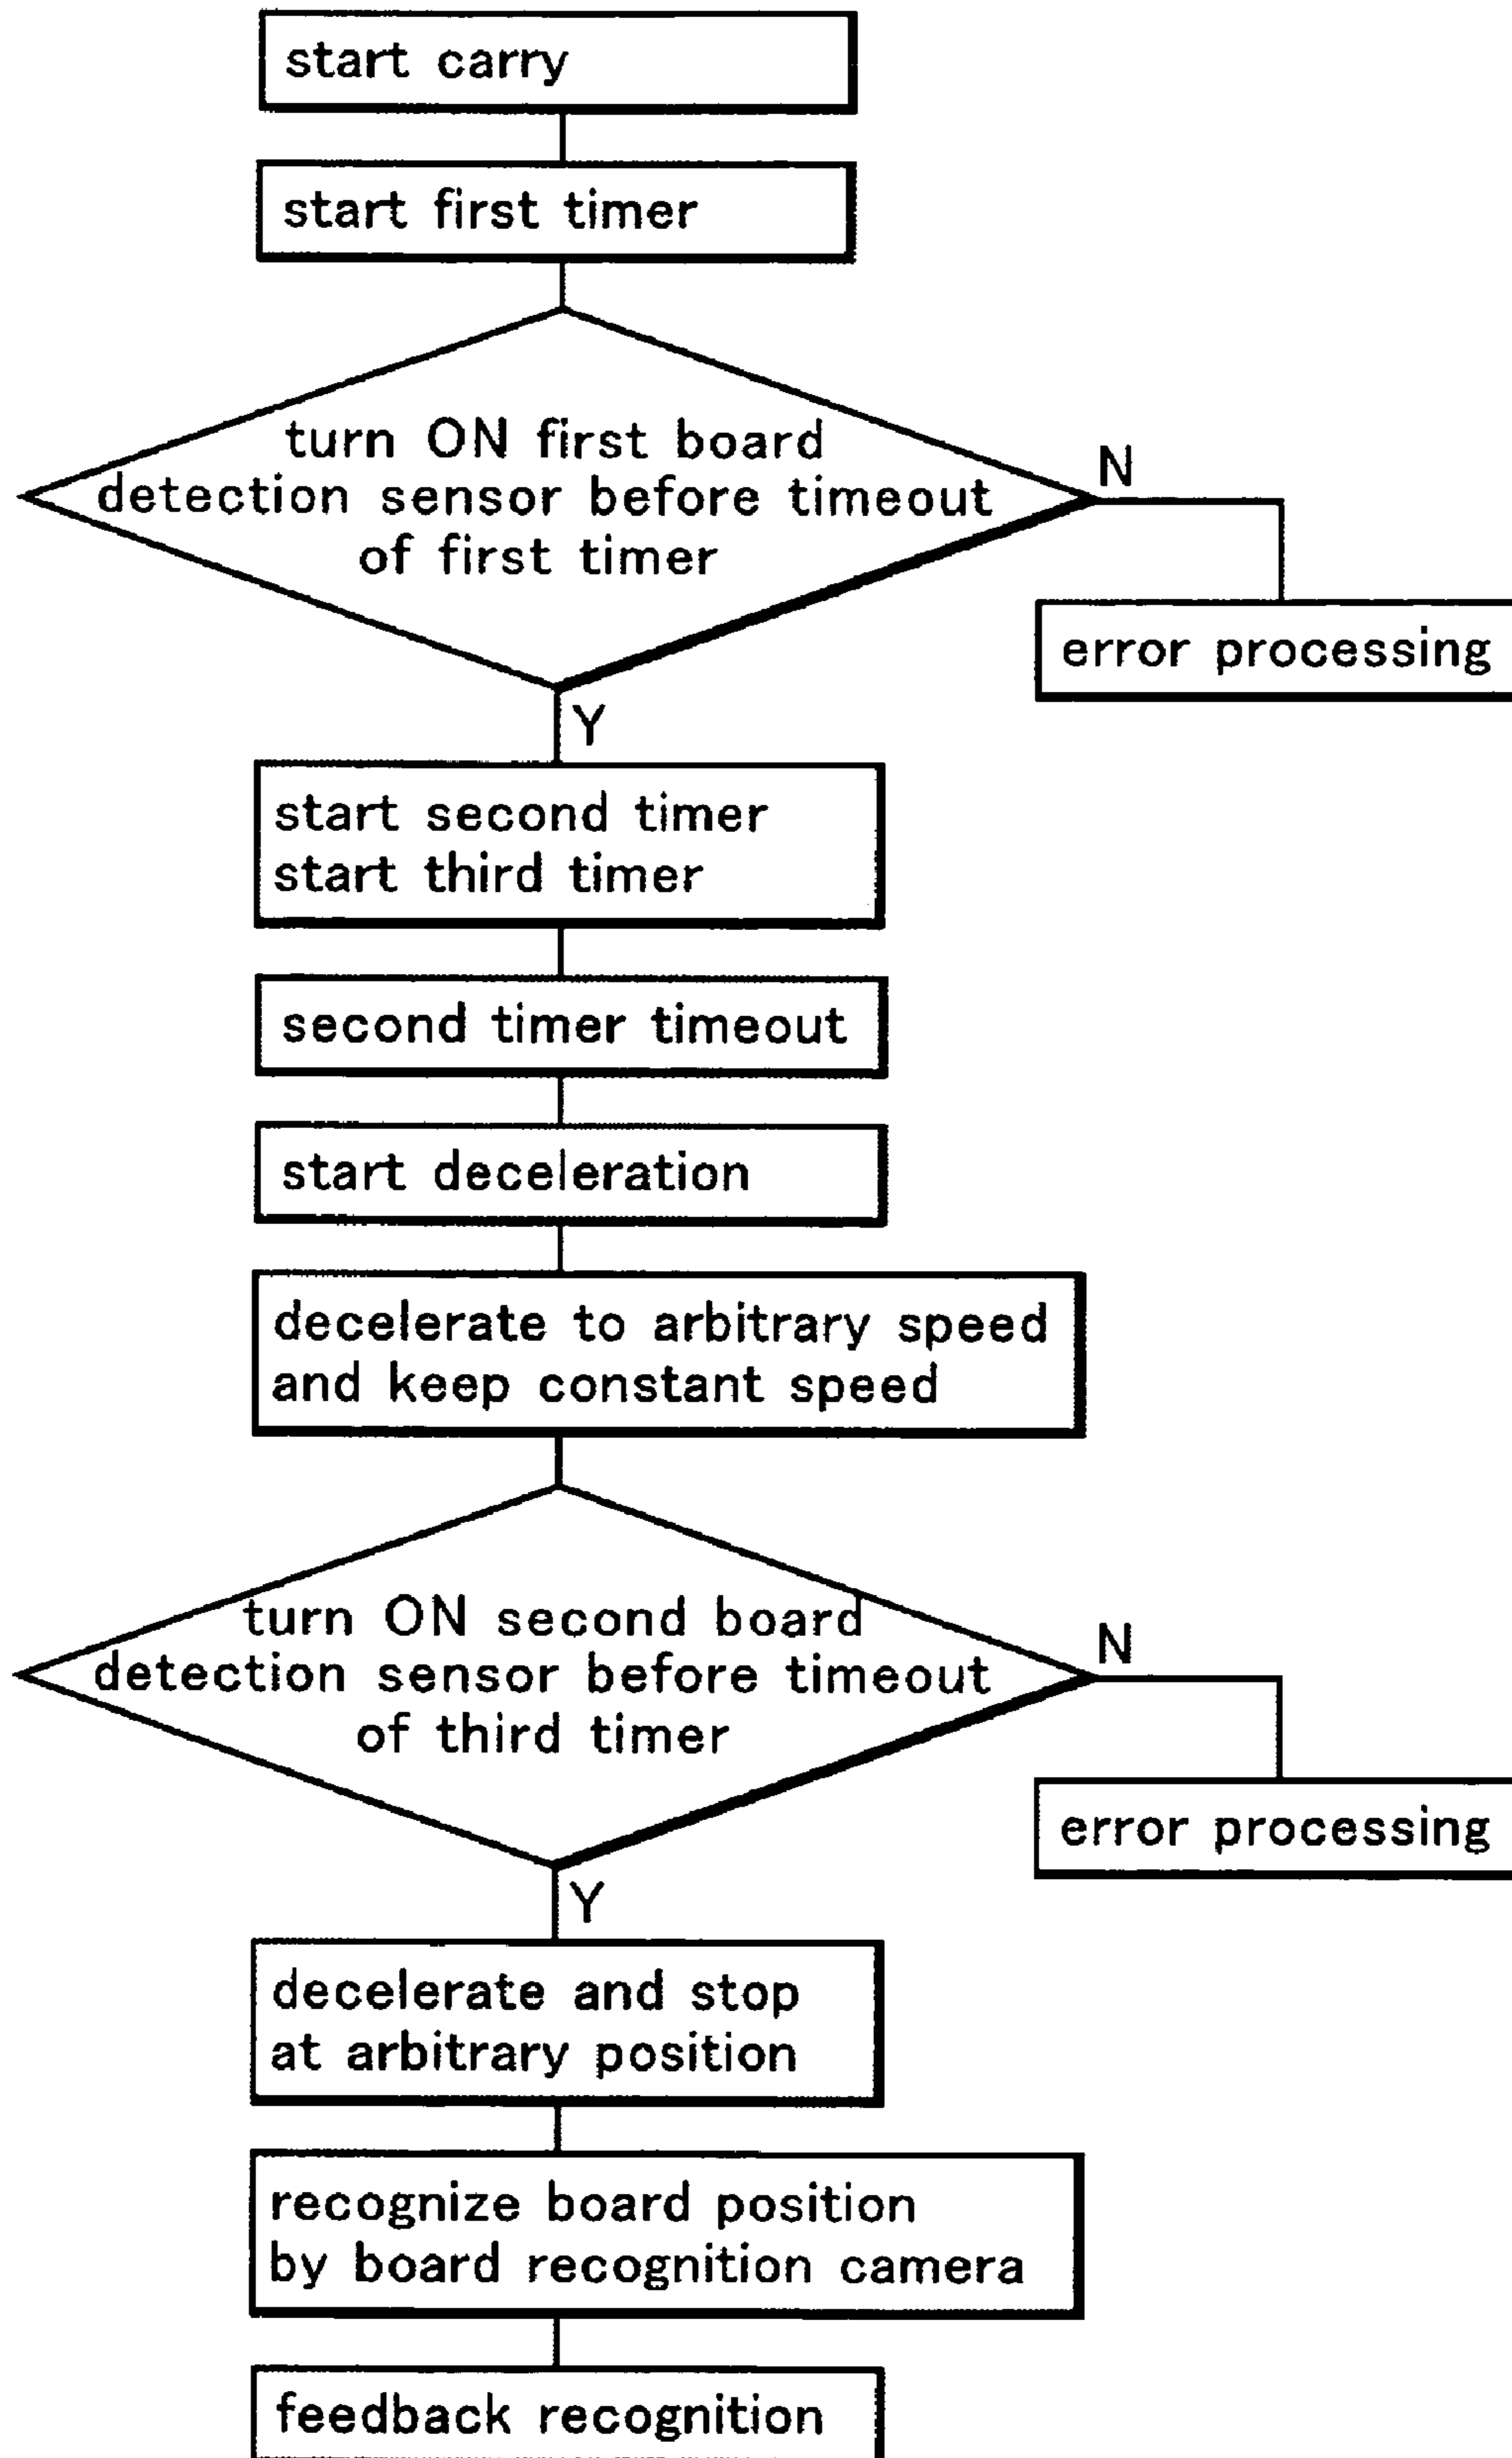 start carry
start first timer
turn ON first board
detection sensor before timeout
of first timer
N
error processing
Y
start second timer
start third timer
second timer timeout
start deceleration
decelerate to arbitrary speed
and keep constant speed
turn ON second board
detection sensor before timeout
of third timer
N
error processing
Y
decelerate and stop
at arbitrary position
recognize board position
by board recognition camera
feedback recognition